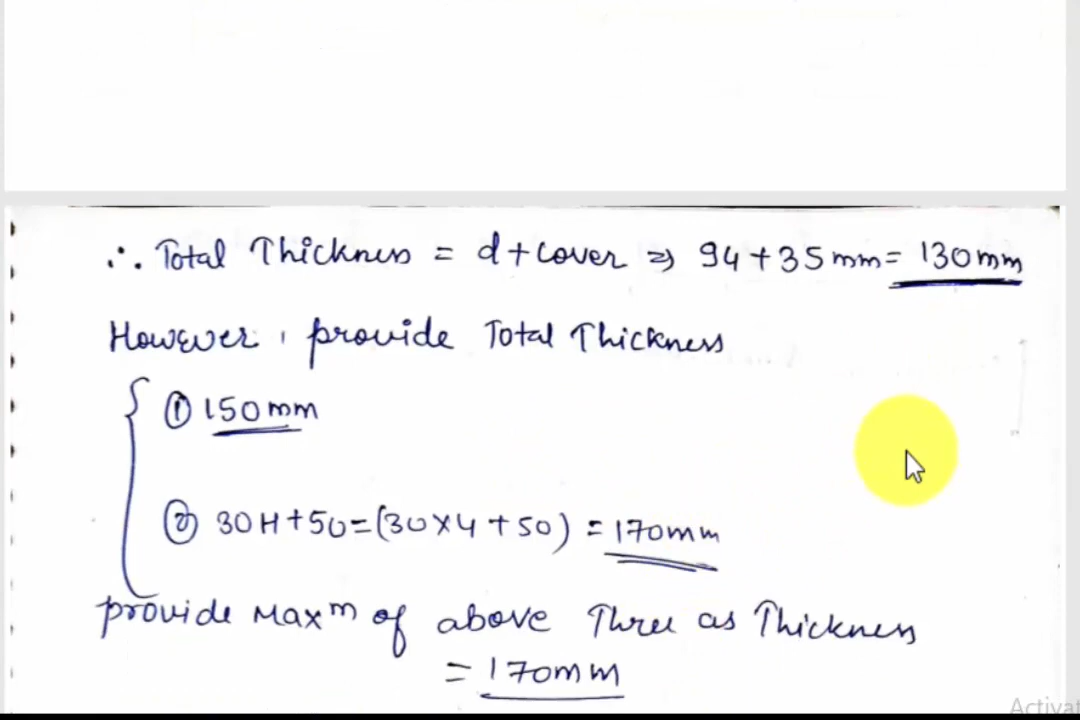 ∴ Total Thickness = d + cover ⇒ 94 + 35 mm = 130 mm
However, provide Total Thickness
① 150 mm
② 30H + 50 = (30 × 4 + 50) = 170 mm
provide Maxᵐ of above Three as Thickness
= 170 mm
Activat